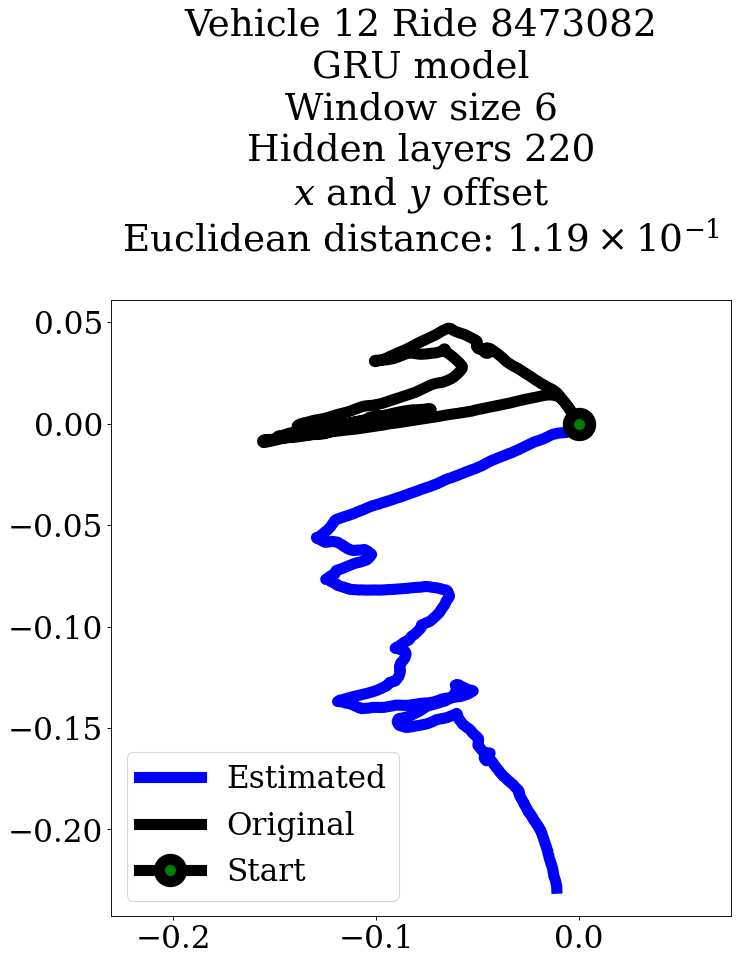 Vehicle 12 Ride 8473082
GRU model
Window size 6
Hidden layers 220
x and y offset
Euclidean distance: 1.19 × 10⁻¹
0.05
0.00
−0.05
−0.10
−0.15
−0.20
Estimated
Original
Start
−0.2
−0.1
0.0